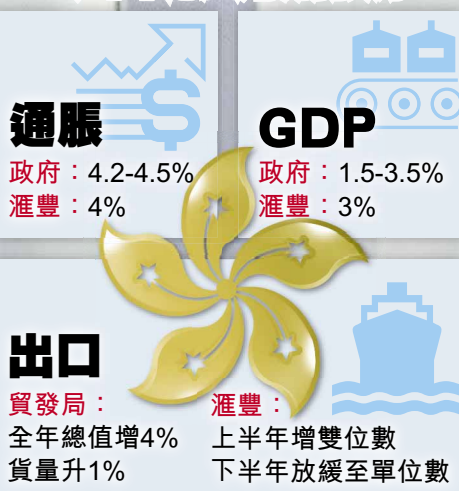 通脹
政府：4.2-4.5%
滙豐：4%
GDP
政府：1.5-3.5%
滙豐：3%
出口
貿發局：
全年總值增4%
貨量升1%
滙豐：
上半年增雙位數
下半年放緩至單位數